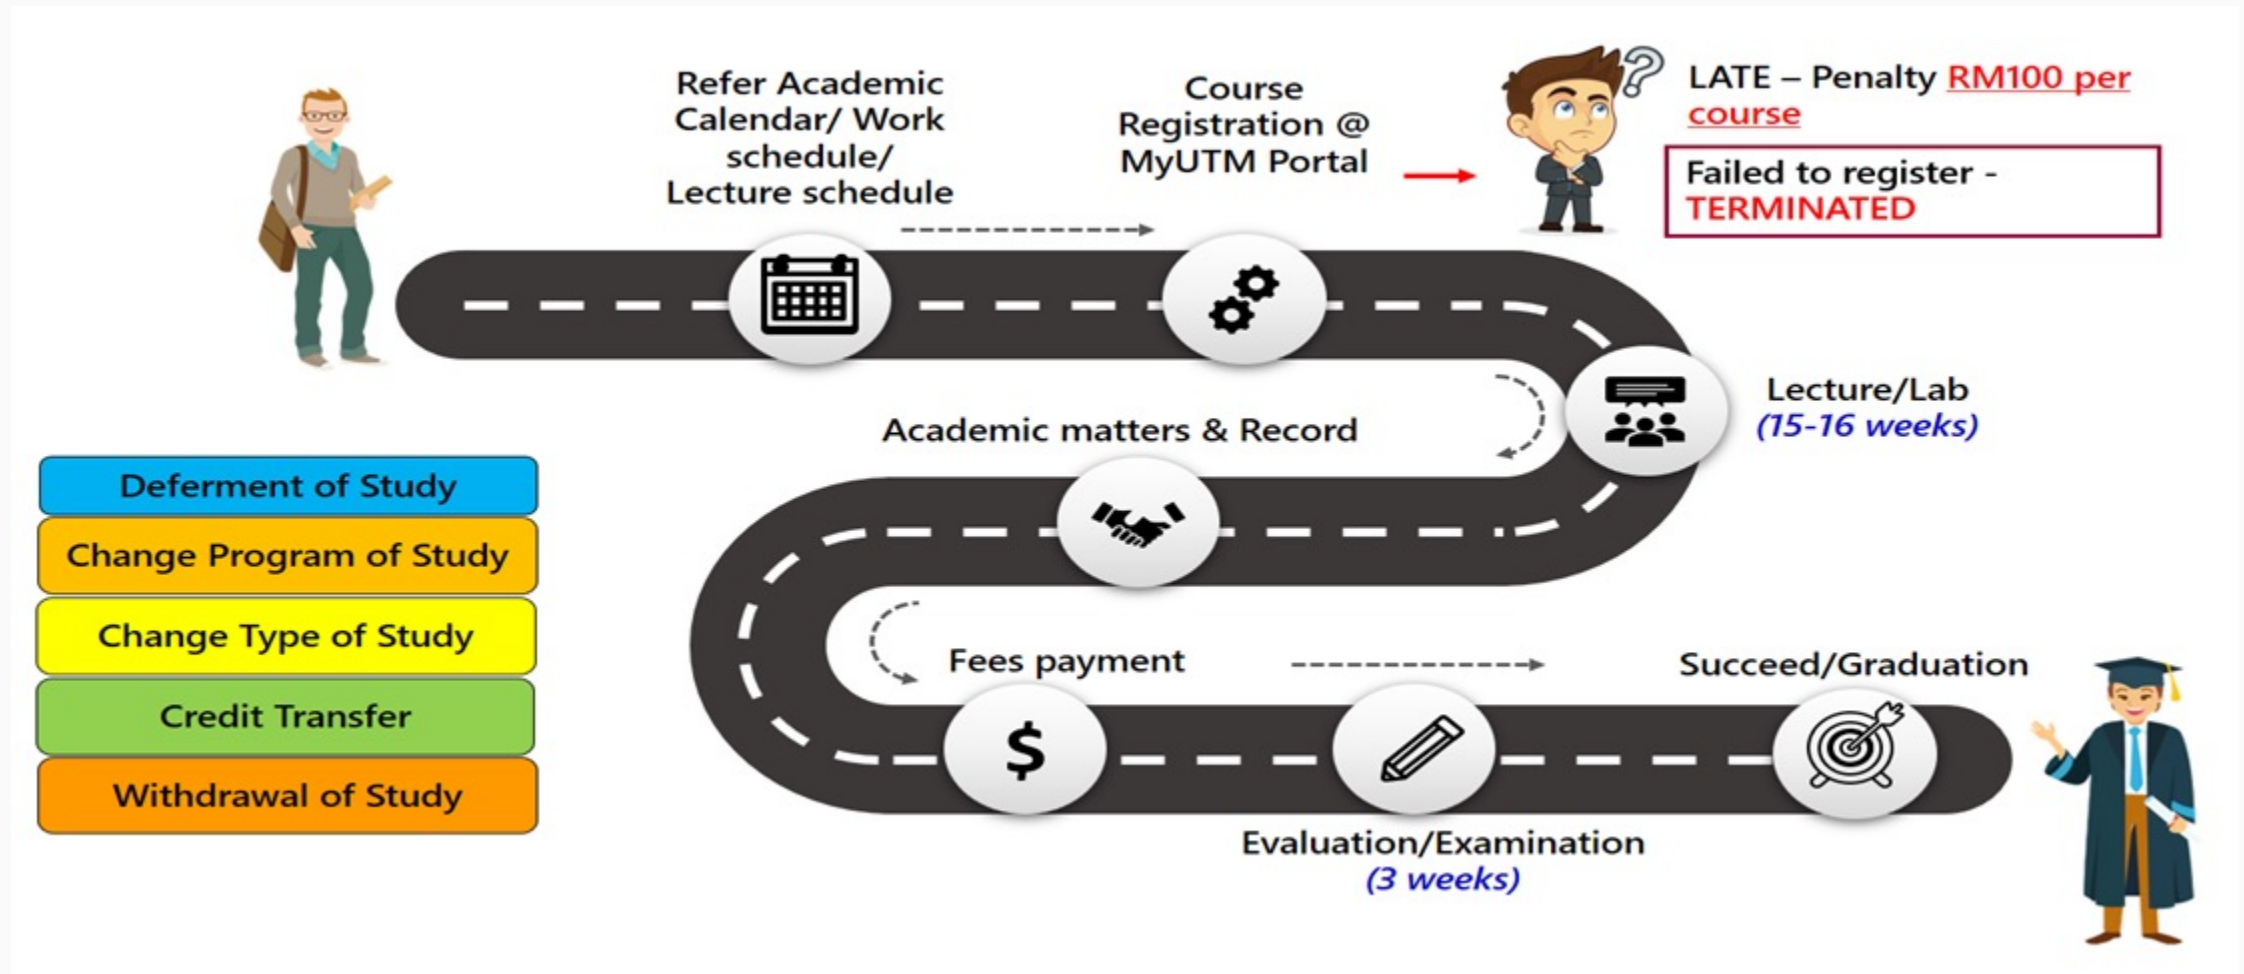 Refer Academic
Calendar/ Work
schedule/
Lecture schedule
Course
Registration @
MyUTM Portal
?
LATE – Penalty RM100 per
course
Failed to register -
TERMINATED
Lecture/Lab
(15-16 weeks)
Academic matters & Record
Deferment of Study
Change Program of Study
Change Type of Study
Credit Transfer
Withdrawal of Study
Fees payment
$
Succeed/Graduation
Evaluation/Examination
(3 weeks)